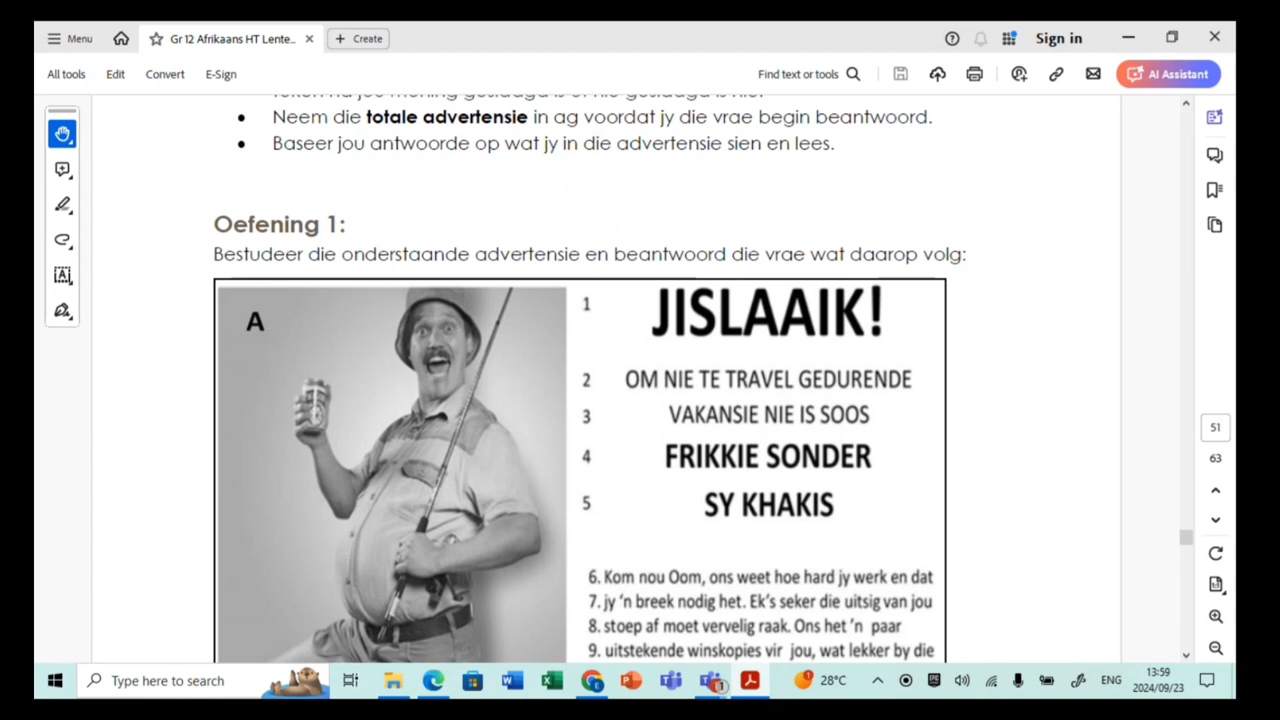 Menu
Gr 12 Afrikaans HT Lente...
Create
Sign in
All tools
Edit
Convert
E-Sign
Find text or tools
AI Assistant
• Neem die totale advertensie in ag voordat jy die vrae begin beantwoord.
• Baseer jou antwoorde op wat jy in die advertensie sien en lees.
Oefening 1:
Bestudeer die onderstaande advertensie en beantwoord die vrae wat daarop volg:
A
1 JISLAAIK!
2 OM NIE TE TRAVEL GEDURENDE
3 VAKANSIE NIE IS SOOS
4 FRIKKIE SONDER
5 SY KHAKIS
6. Kom nou Oom, ons weet hoe hard jy werk en dat
7. jy 'n breek nodig het. Ek's seker die uitsig van jou
8. stoep af moet vervelig raak. Ons het 'n paar
9. uitstekende winskopies vir jou, wat lekker by die
51
63
Type here to search
28°C
ENG
13:59
2024/09/23